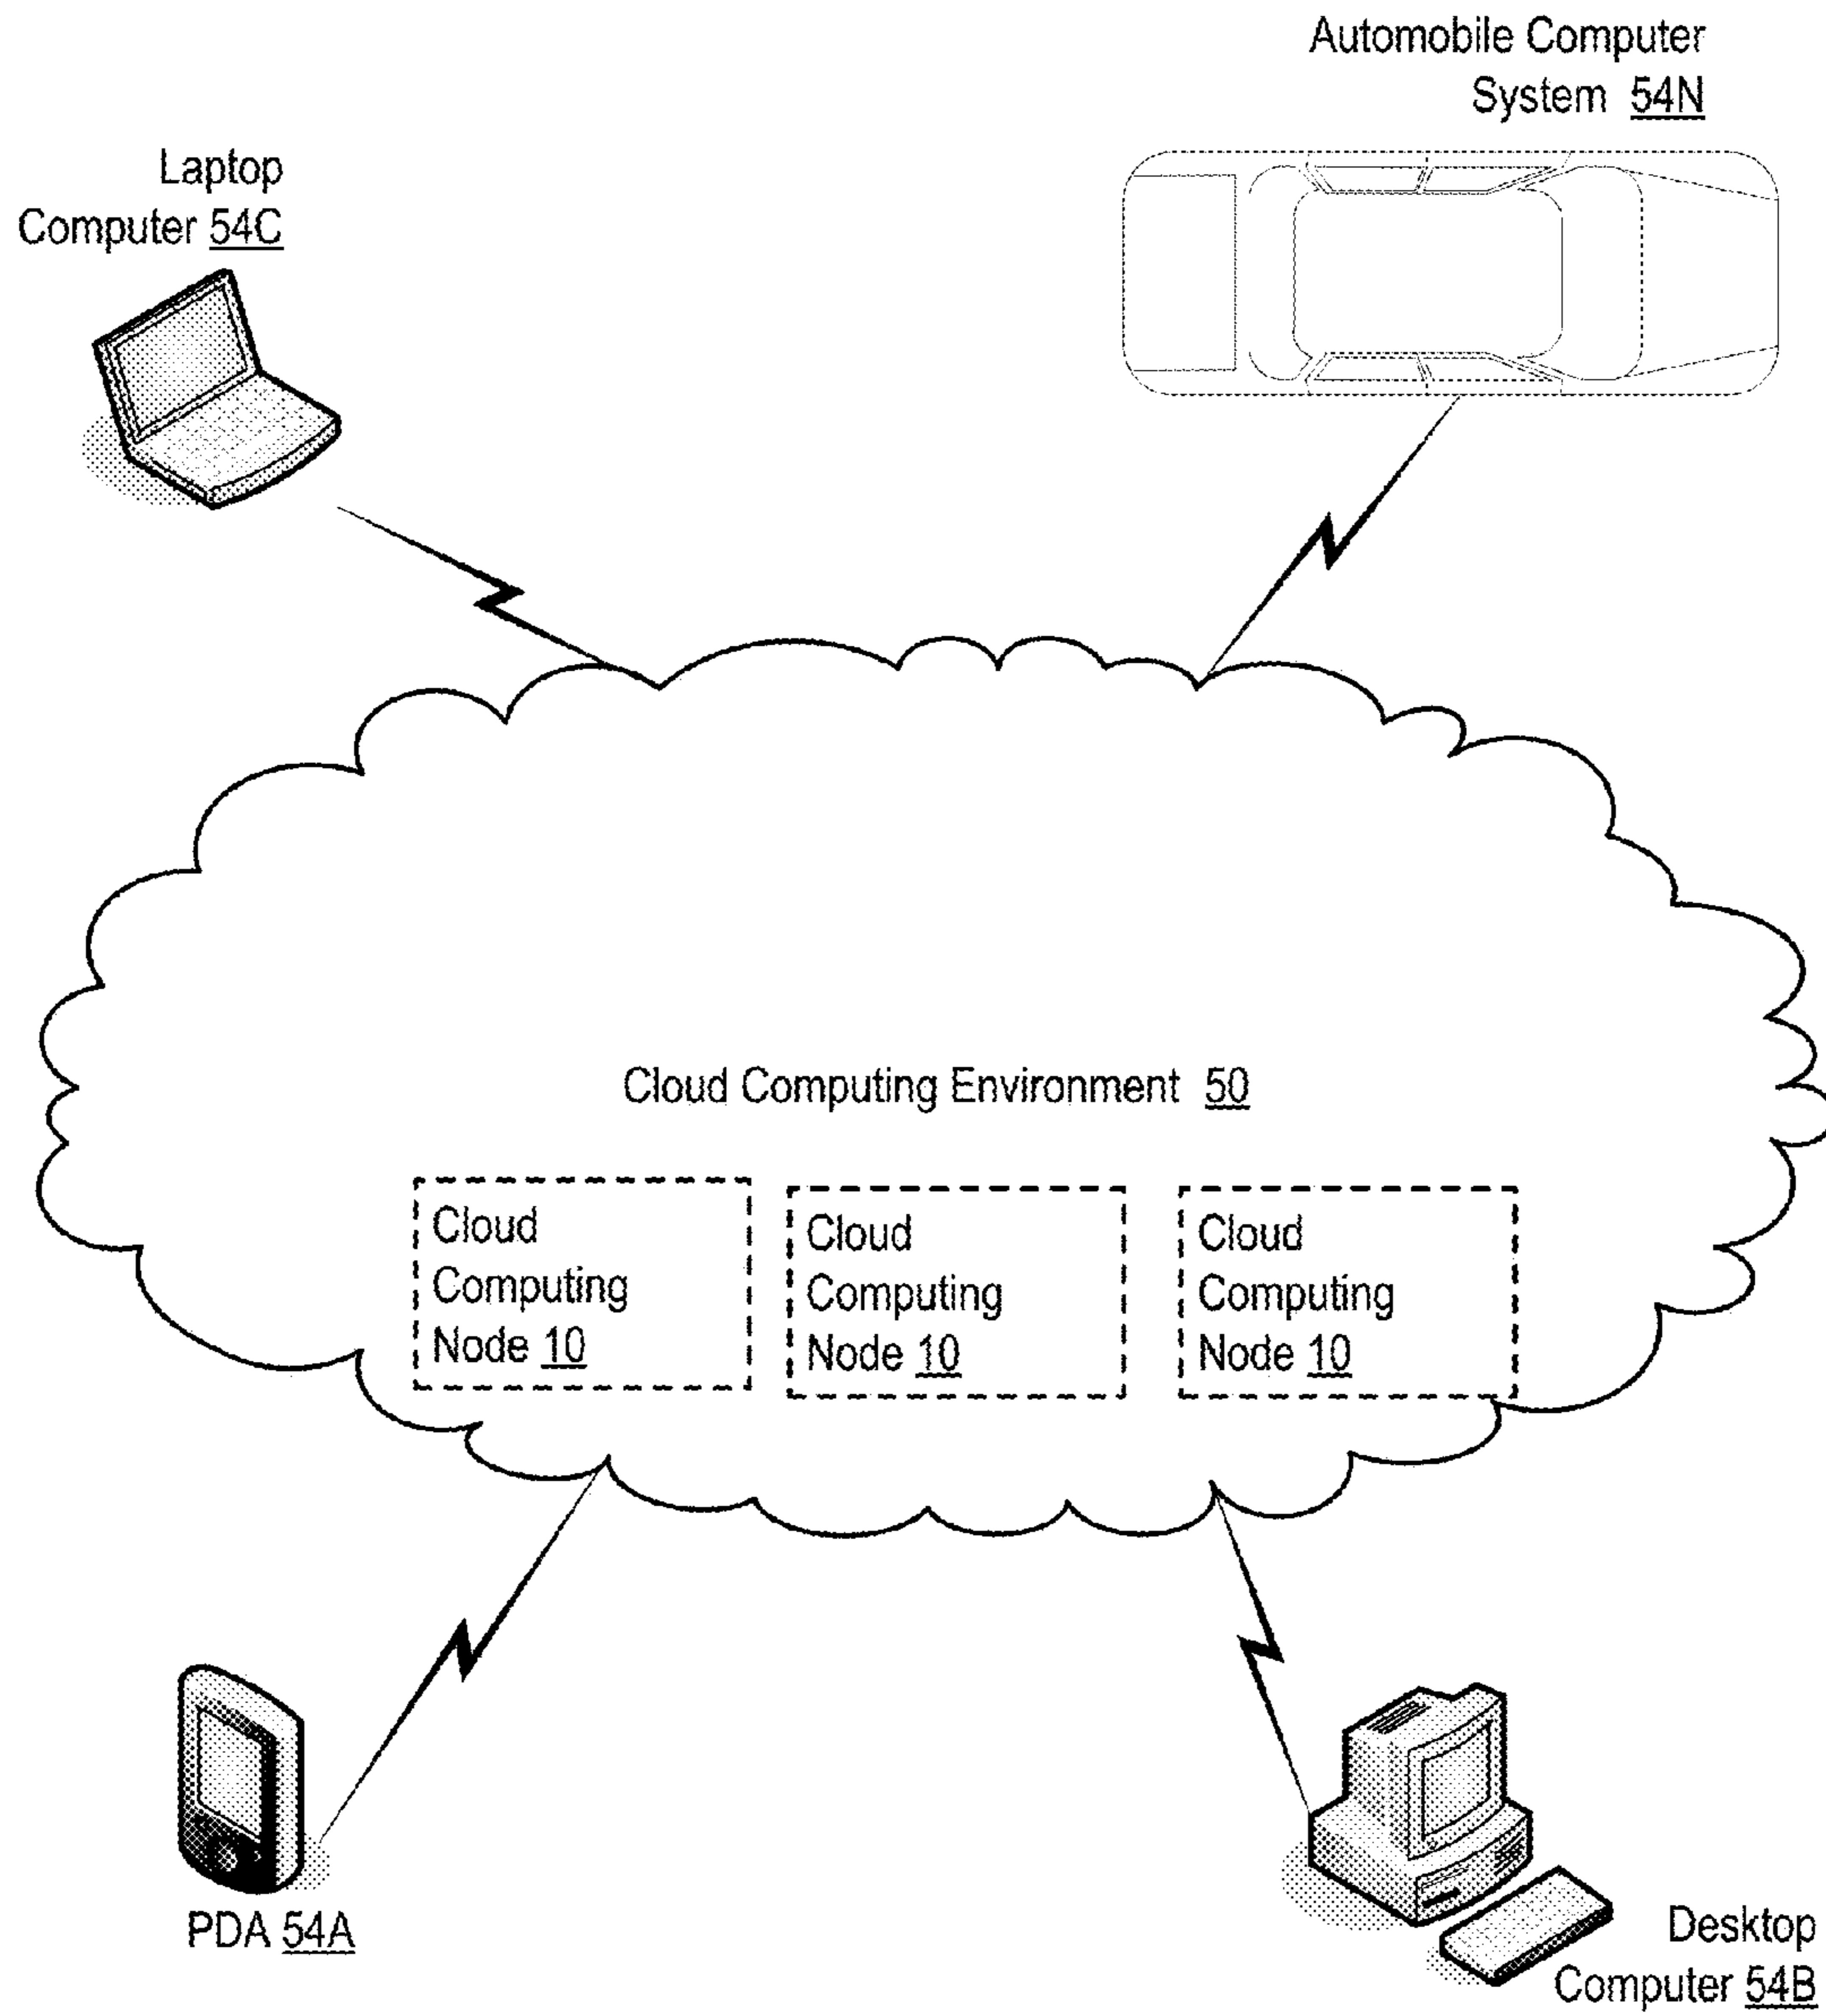 Automobile Computer
System 54N
Laptop
Computer 54C
Cloud Computing Environment 50
Cloud
Computing
Node 10
Cloud
Computing
Node 10
Cloud
Computing
Node 10
PDA 54A
Desktop
Computer 54B